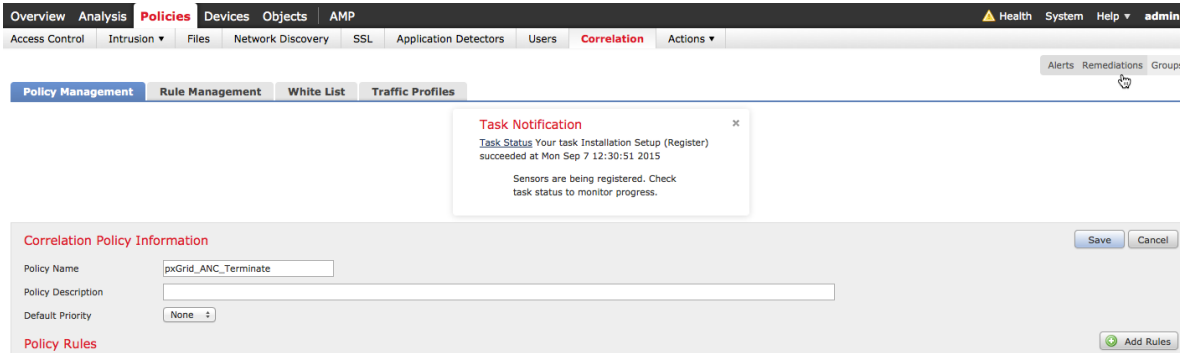 Overview Analysis Policies Devices Objects AMP Health System Help ▾ admin
Access Control Intrusion ▾ Files Network Discovery SSL Application Detectors Users Correlation Actions ▾
Alerts Remediations Groups
Policy Management Rule Management White List Traffic Profiles
Task Notification ×
Task Status Your task Installation Setup (Register)
succeeded at Mon Sep 7 12:30:51 2015
Sensors are being registered. Check
task status to monitor progress.
Correlation Policy Information Save Cancel
Policy Name pxGrid_ANC_Terminate
Policy Description
Default Priority None
Policy Rules Add Rules